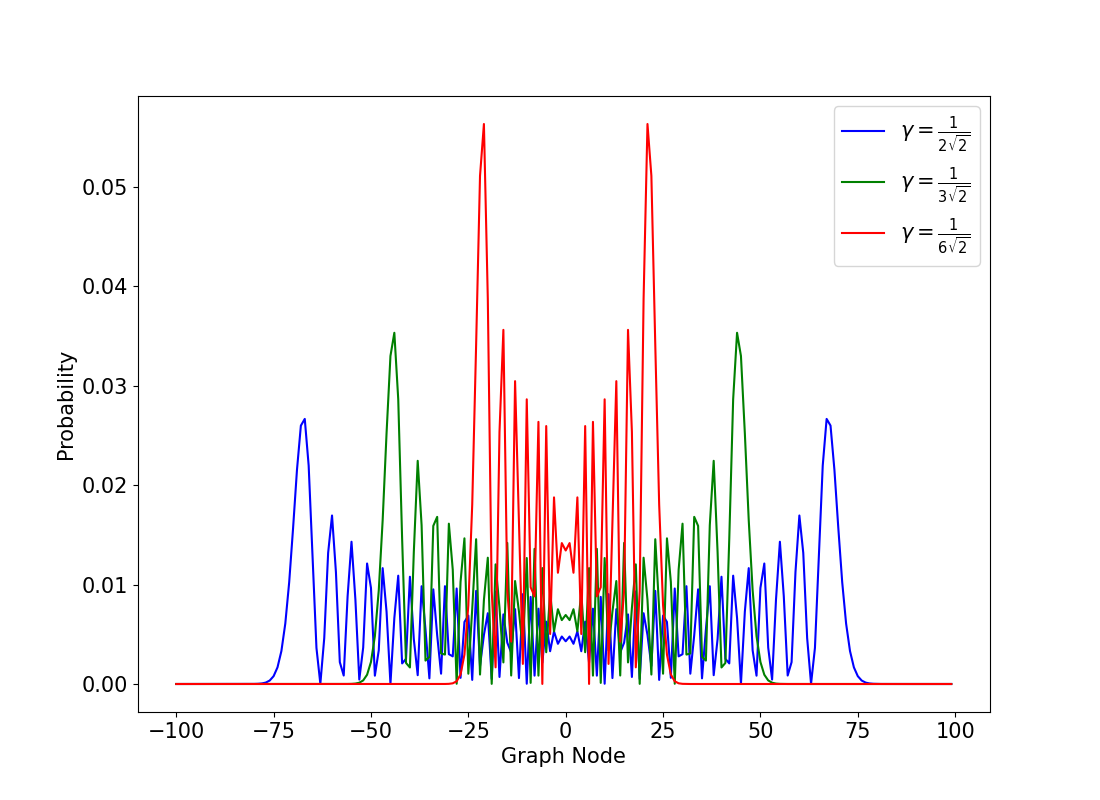 γ = 1/(2√2)
γ = 1/(3√2)
γ = 1/(6√2)
0.05
0.04
0.03
0.02
0.01
0.00
Probability
−100 −75 −50 −25 0 25 50 75 100
Graph Node